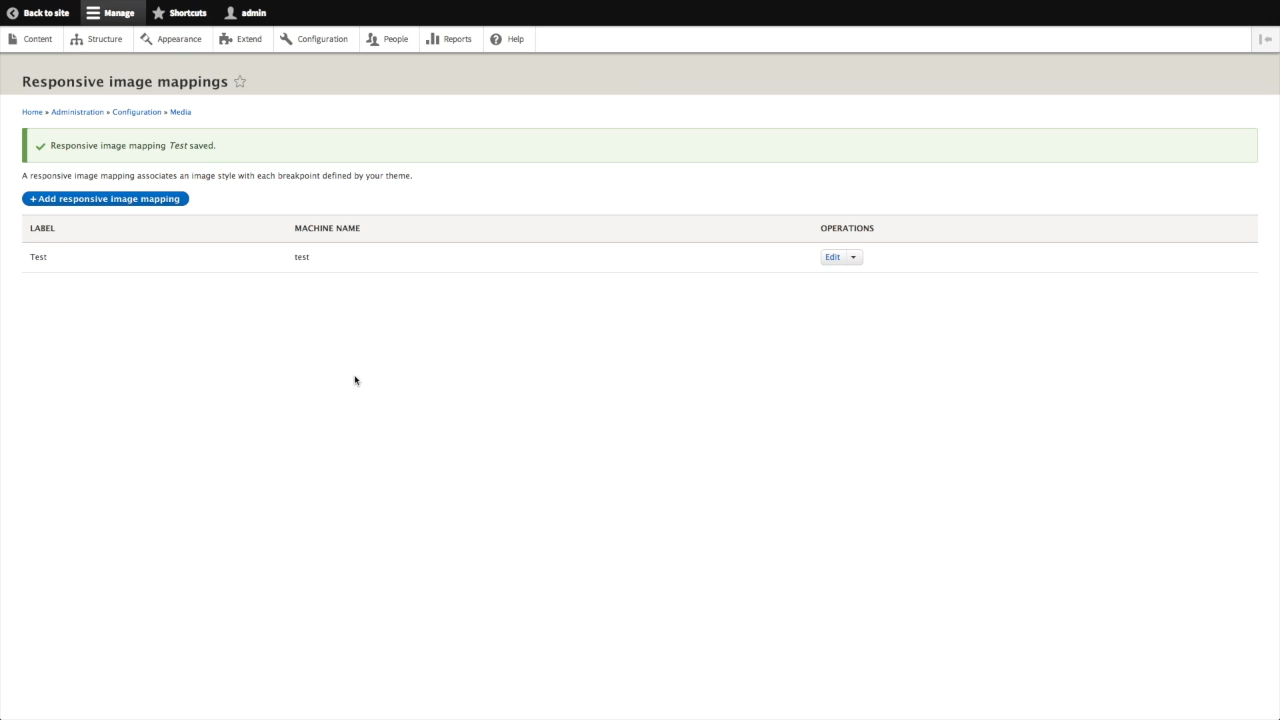 Back to site Manage Shortcuts admin
Content Structure Appearance Extend Configuration People Reports Help
Responsive image mappings
Home » Administration » Configuration » Media
Responsive image mapping Test saved.
A responsive image mapping associates an image style with each breakpoint defined by your theme.
+ Add responsive image mapping
LABEL MACHINE NAME OPERATIONS
Test test Edit